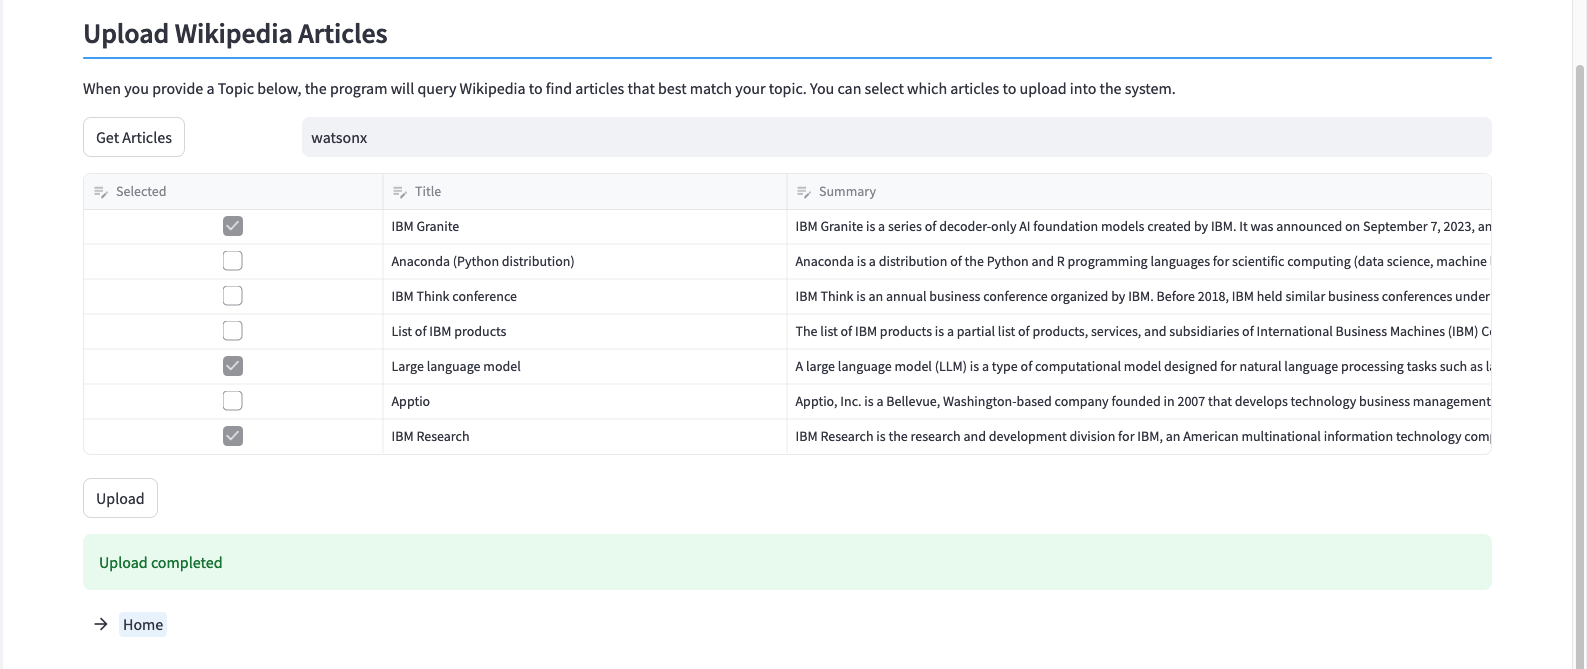 Upload Wikipedia Articles
When you provide a Topic below, the program will query Wikipedia to find articles that best match your topic. You can select which articles to upload into the system.
Get Articles watsonx
Selected Title Summary
IBM Granite IBM Granite is a series of decoder-only AI foundation models created by IBM. It was announced on September 7, 2023, an
Anaconda (Python distribution) Anaconda is a distribution of the Python and R programming languages for scientific computing (data science, machine
IBM Think conference IBM Think is an annual business conference organized by IBM. Before 2018, IBM held similar business conferences under
List of IBM products The list of IBM products is a partial list of products, services, and subsidiaries of International Business Machines (IBM)
Large language model A large language model (LLM) is a type of computational model designed for natural language processing tasks such as
Apptio Apptio, Inc. is a Bellevue, Washington-based company founded in 2007 that develops technology business management
IBM Research IBM Research is the research and development division for IBM, an American multinational information technology
Upload
Upload completed
→ Home